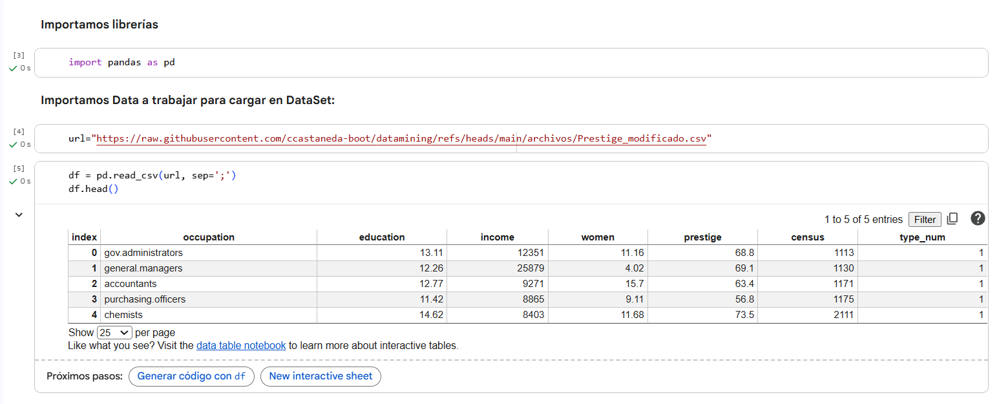 Importamos librerías
[3]
0 s
import pandas as pd
Importamos Data a trabajar para cargar en DataSet:
[4]
0 s
url="https://raw.githubusercontent.com/ccastaneda-boot/datamining/refs/heads/main/archivos/Prestige_modificado.csv"
[5]
0 s
df = pd.read_csv(url, sep=';')
df.head()
1 to 5 of 5 entries Filter ?
index occupation education income women prestige census type_num
0 gov.administrators 13.11 12351 11.16 68.8 1113 1
1 general.managers 12.26 25879 4.02 69.1 1130 1
2 accountants 12.77 9271 15.7 63.4 1171 1
3 purchasing.officers 11.42 8865 9.11 56.8 1175 1
4 chemists 14.62 8403 11.68 73.5 2111 1
Show 25 per page
Like what you see? Visit the data table notebook to learn more about interactive tables.
Próximos pasos: Generar código con df New interactive sheet